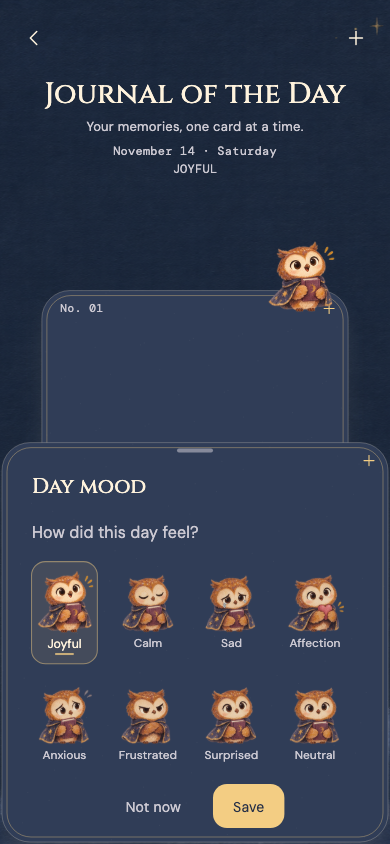 Journal of the Day
Your memories, one card at a time.
November 14 · Saturday
JOYFUL
No. 01
Day mood
How did this day feel?
Joyful
Calm
Sad
Affection
Anxious
Frustrated
Surprised
Neutral
Not now
Save